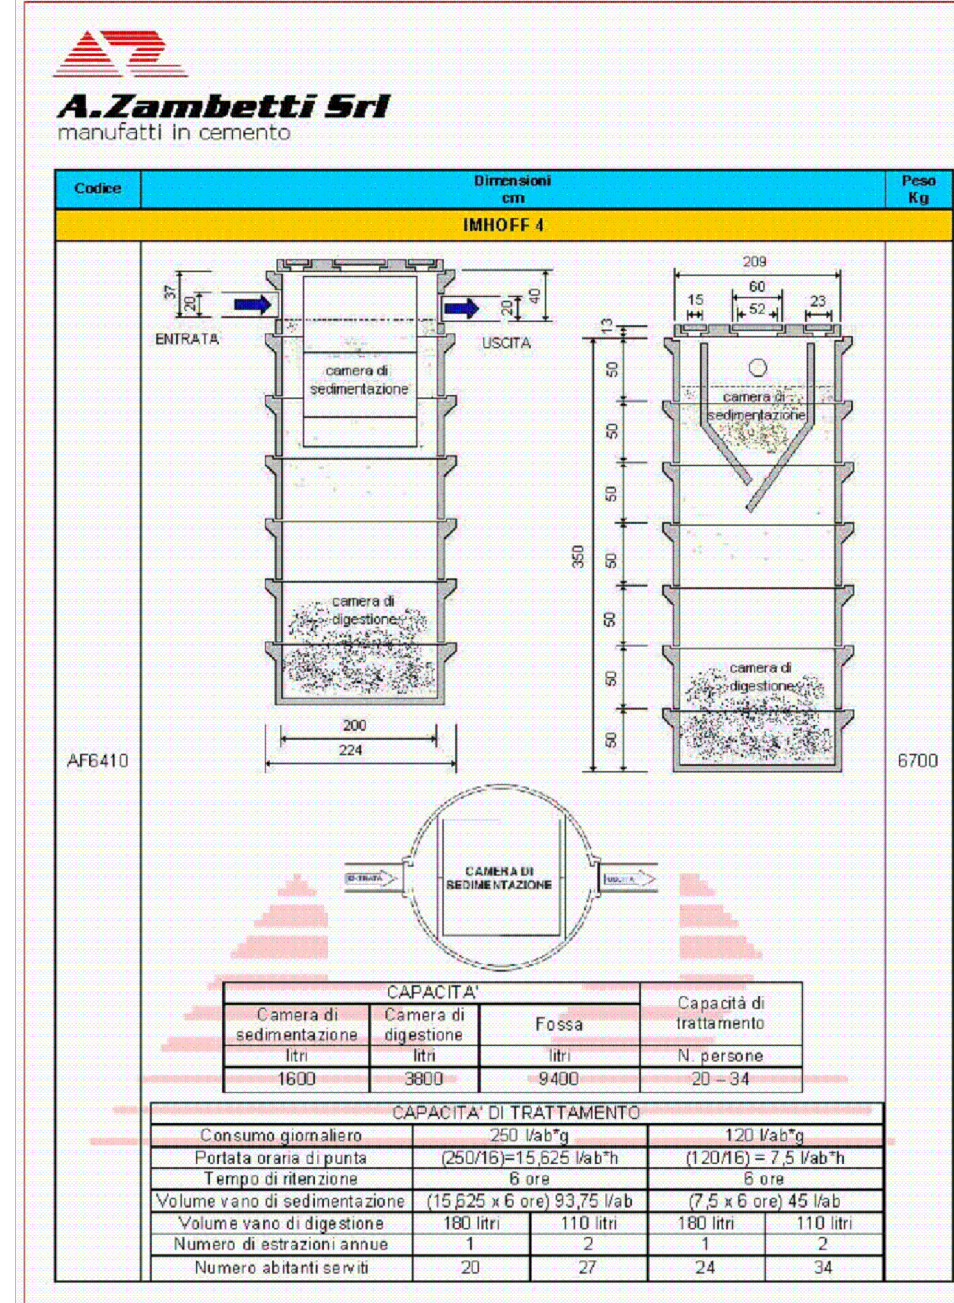 A.Zambetti Srl
manufatti in cemento
Codice
Dimensioni
cm
Peso
Kg
IMHOFF 4
37
20
ENTRATA
20
40
USCITA
camera di
sedimentazione
camera di
digestione
200
224
209
60
15
52
23
13
50
50
50
50
50
50
50
350
camera di
sedimentazione
camera di
digestione
AF6410
6700
ENTRATA
CAMERA DI
SEDIMENTAZIONE
USCITA
CAPACITA'
Camera di
sedimentazione
Camera di
digestione
Fossa
Capacità di
trattamento
litri
litri
litri
N. persone
1600
3800
9400
20 – 34
CAPACITA' DI TRATTAMENTO
Consumo giornaliero
250 l/ab*g
120 l/ab*g
Portata oraria di punta
(250/16)=15,625 l/ab*h
(120/16) = 7,5 l/ab*h
Tempo di ritenzione
6 ore
6 ore
Volume vano di sedimentazione
(15,625 x 6 ore) 93,75 l/ab
(7,5 x 6 ore) 45 l/ab
Volume vano di digestione
180 litri
110 litri
180 litri
110 litri
Numero di estrazioni annue
1
2
1
2
Numero abitanti serviti
20
27
24
34